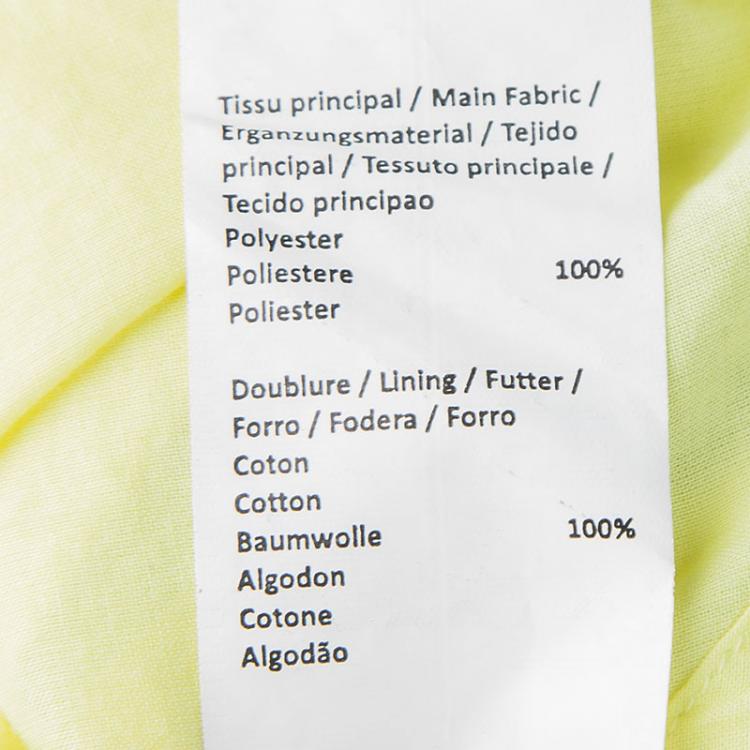 Tissu principal / Main Fabric /
Erganzungsmaterial / Tejido
principal / Tessuto principale /
Tecido principao
Polyester
Poliestere 100%
Poliester
Doublure / Lining / Futter /
Forro / Fodera / Forro
Coton
Cotton
Baumwolle 100%
Algodon
Cotone
Algodão